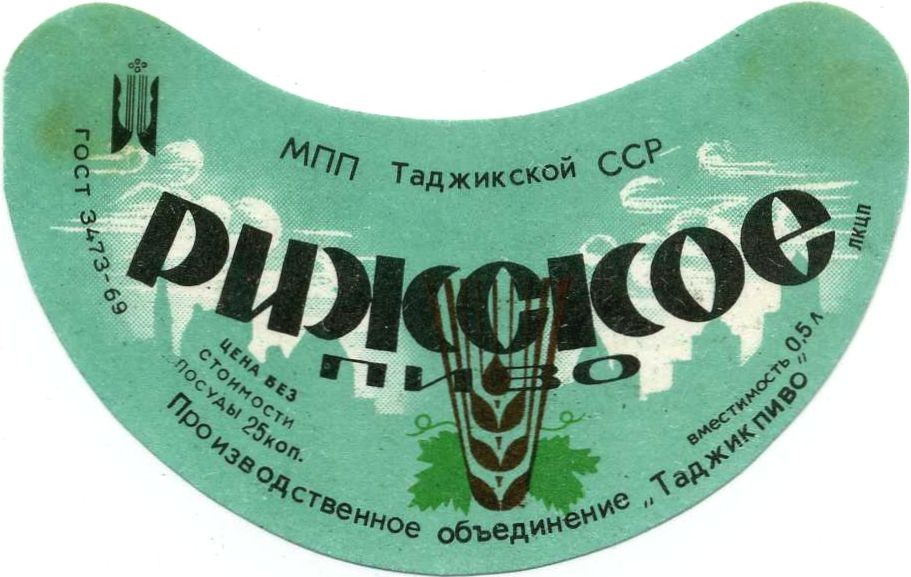 МПП Таджикской ССР
ГОСТ 3473-69
Рижское
пиво
ЛКЦП
ЦЕНА БЕЗ
СТОИМОСТИ
ПОСУДЫ 25коп.
вместимость 0,5 л
Производственное объединение „Таджикпиво"